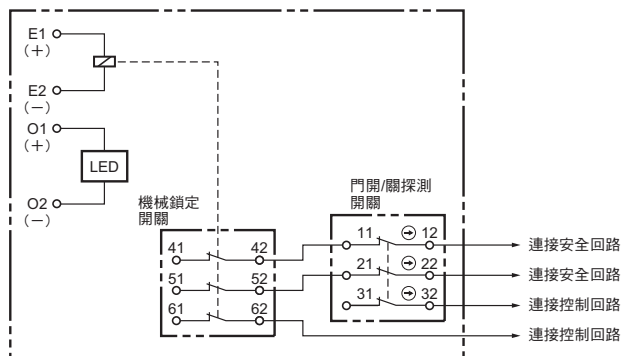 E1
(+)
E2
(−)
O1
(+)
LED
O2
(−)
機械鎖定
開關
門開/關探測
開關
41 42
51 52
61 62
11 12
21 22
31 32
連接安全回路
連接安全回路
連接控制回路
連接控制回路